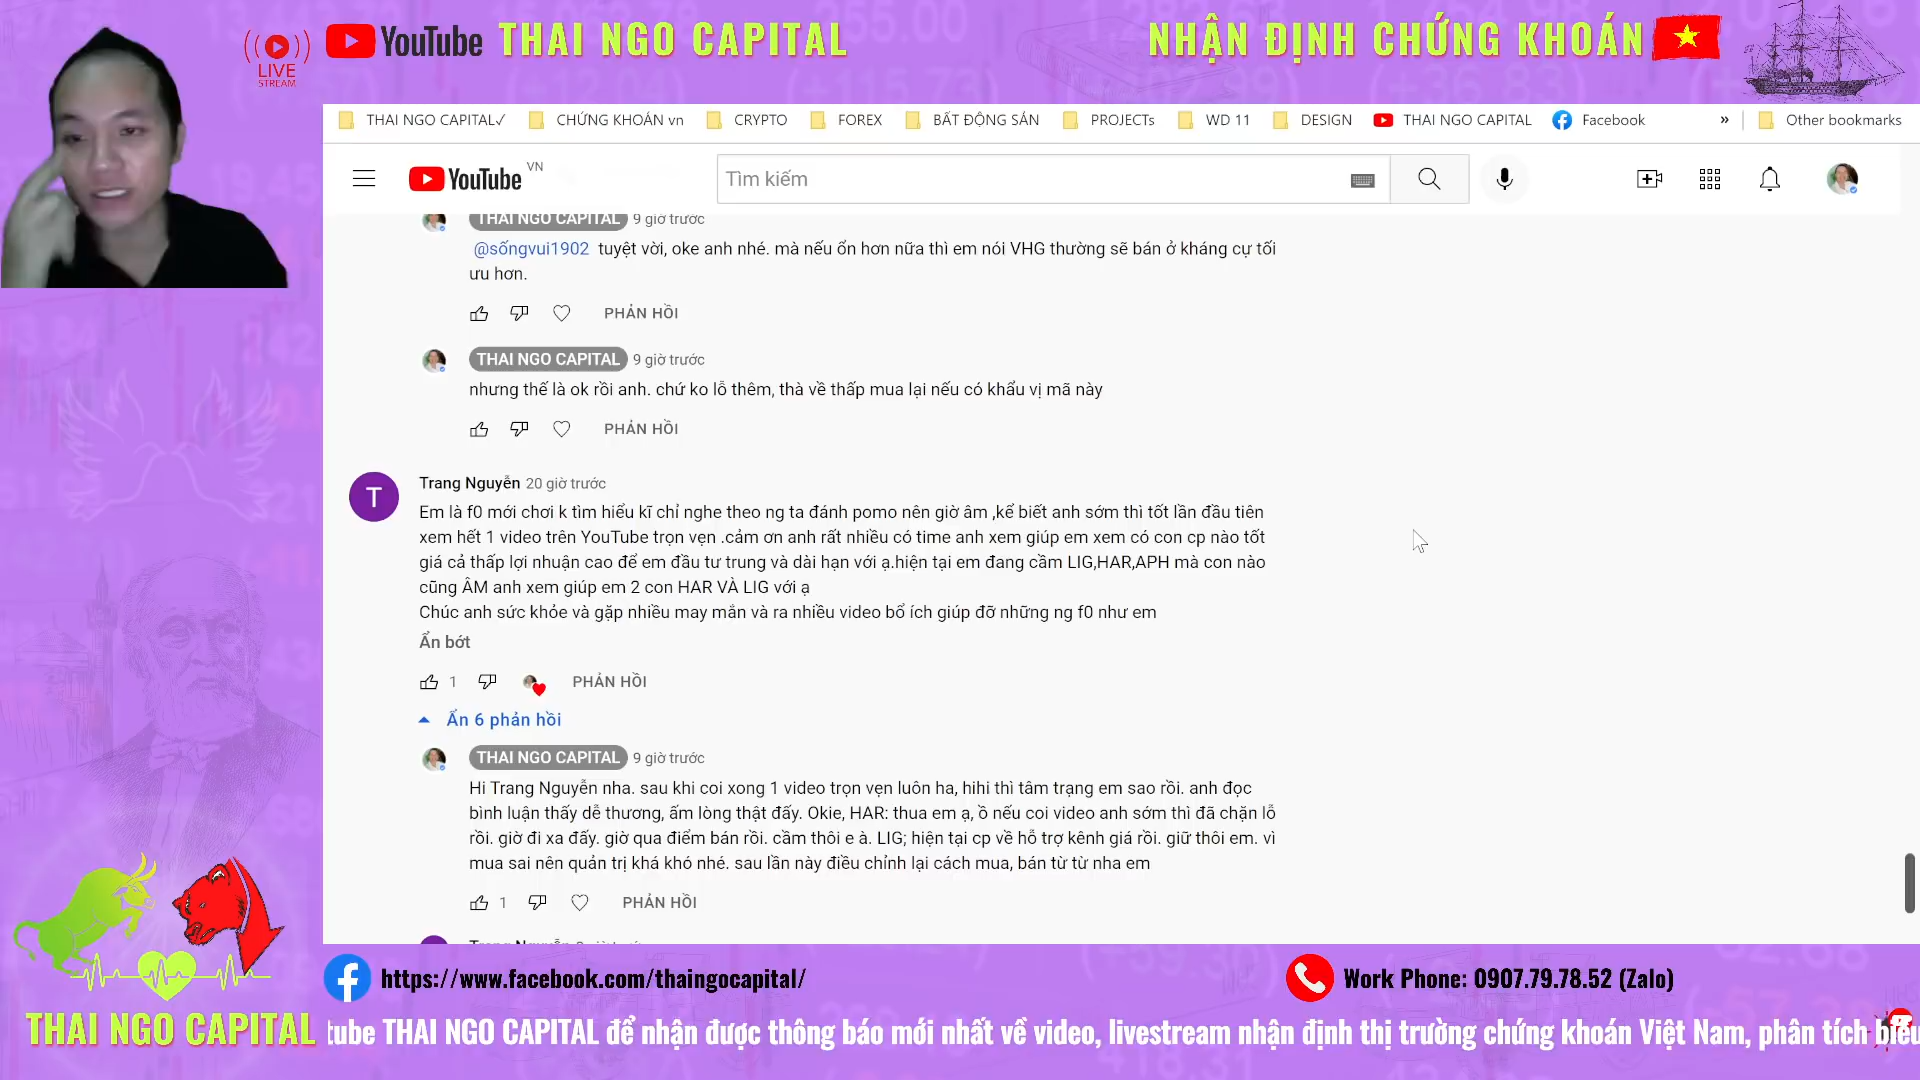 LIVE
STREAM
YouTube THAI NGO CAPITAL
NHẬN ĐỊNH CHỨNG KHOÁN
THAI NGO CAPITAL✓
CHỨNG KHOÁN vn
CRYPTO
FOREX
BẤT ĐỘNG SẢN
PROJECTs
WD 11
DESIGN
THAI NGO CAPITAL
Facebook
»
Other bookmarks
YouTube VN
Tìm kiếm
THAI NGO CAPITAL 9 giờ trước
@sốngvui1902 tuyệt vời, oke anh nhé. mà nếu ổn hơn nữa thì em nói VHG thường sẽ bán ở kháng cự tối
ưu hơn.
PHẢN HỒI
THAI NGO CAPITAL 9 giờ trước
nhưng thế là ok rồi anh. chứ ko lỗ thêm, thà về thấp mua lại nếu có khẩu vị mã này
PHẢN HỒI
T
Trang Nguyễn 20 giờ trước
Em là f0 mới chơi k tìm hiểu kĩ chỉ nghe theo ng ta đánh pomo nên giờ âm ,kể biết anh sớm thì tốt lần đầu tiên
xem hết 1 video trên YouTube trọn vẹn .cảm ơn anh rất nhiều có time anh xem giúp em xem có con cp nào tốt
giá cả thấp lợi nhuận cao để em đầu tư trung và dài hạn với ạ.hiện tại em đang cầm LIG,HAR,APH mà con nào
cũng ÂM anh xem giúp em 2 con HAR VÀ LIG với ạ
Chúc anh sức khỏe và gặp nhiều may mắn và ra nhiều video bổ ích giúp đỡ những ng f0 như em
Ẩn bớt
1 PHẢN HỒI
Ẩn 6 phản hồi
THAI NGO CAPITAL 9 giờ trước
Hi Trang Nguyễn nha. sau khi coi xong 1 video trọn vẹn luôn ha, hihi thì tâm trạng em sao rồi. anh đọc
bình luận thấy dễ thương, ấm lòng thật đấy. Okie, HAR: thua em ạ, ồ nếu coi video anh sớm thì đã chặn lỗ
rồi. giờ đi xa đấy. giờ qua điểm bán rồi. cầm thôi e à. LIG; hiện tại cp về hỗ trợ kênh giá rồi. giữ thôi em. vì
mua sai nên quản trị khá khó nhé. sau lần này điều chỉnh lại cách mua, bán từ từ nha em
1 PHẢN HỒI
https://www.facebook.com/thaingocapital/
Work Phone: 0907.79.78.52 (Zalo)
THAI NGO CAPITAL
tube THAI NGO CAPITAL để nhận được thông báo mới nhất về video, livestream nhận định thị trường chứng khoán Việt Nam, phân tích biểu